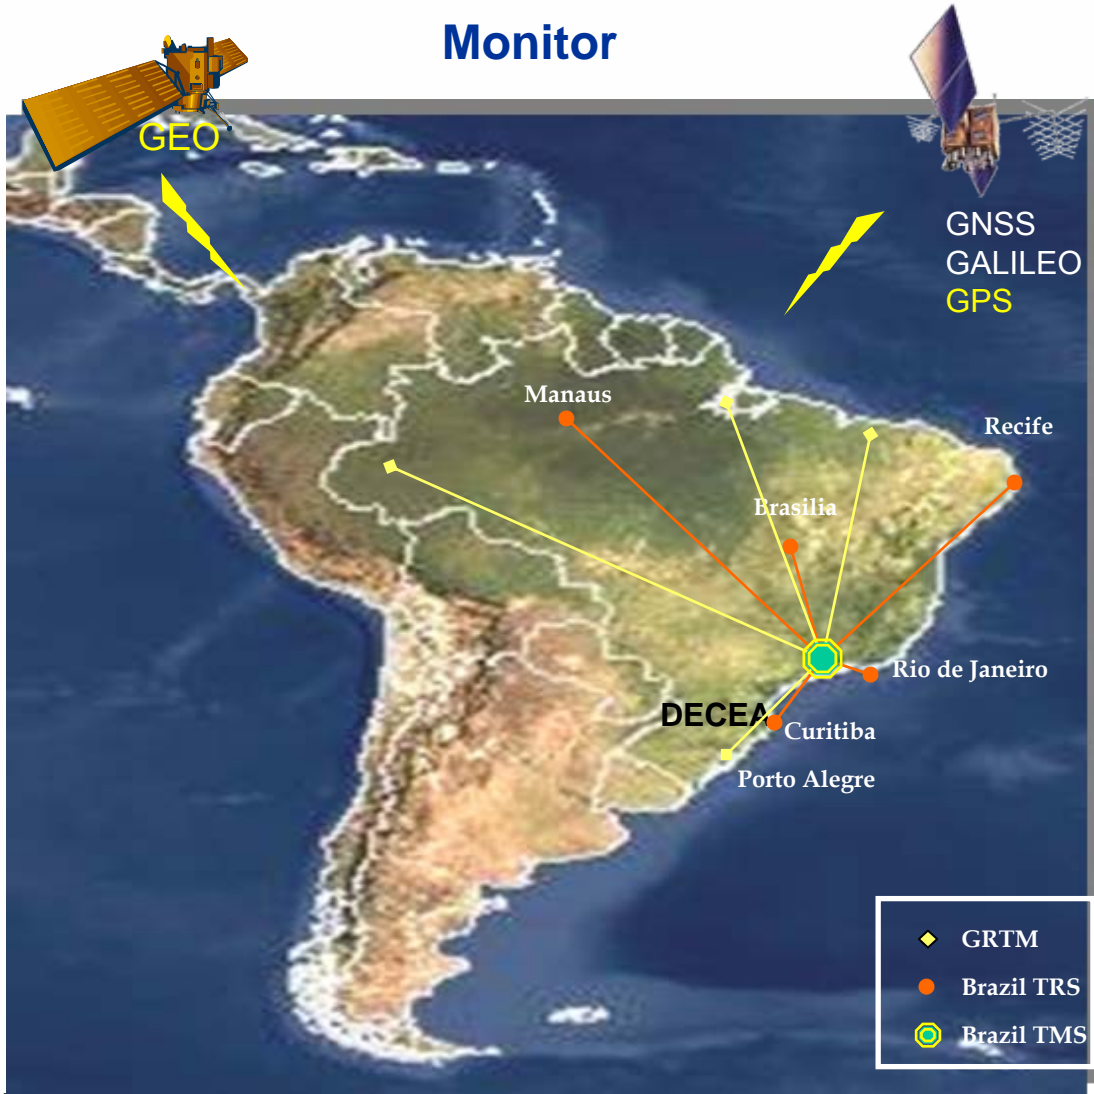 Monitor
GEO
GNSS
GALILEO
GPS
Manaus
Recife
Brasilia
Rio de Janeiro
DECEA
Curitiba
Porto Alegre
GRTM
Brazil TRS
Brazil TMS